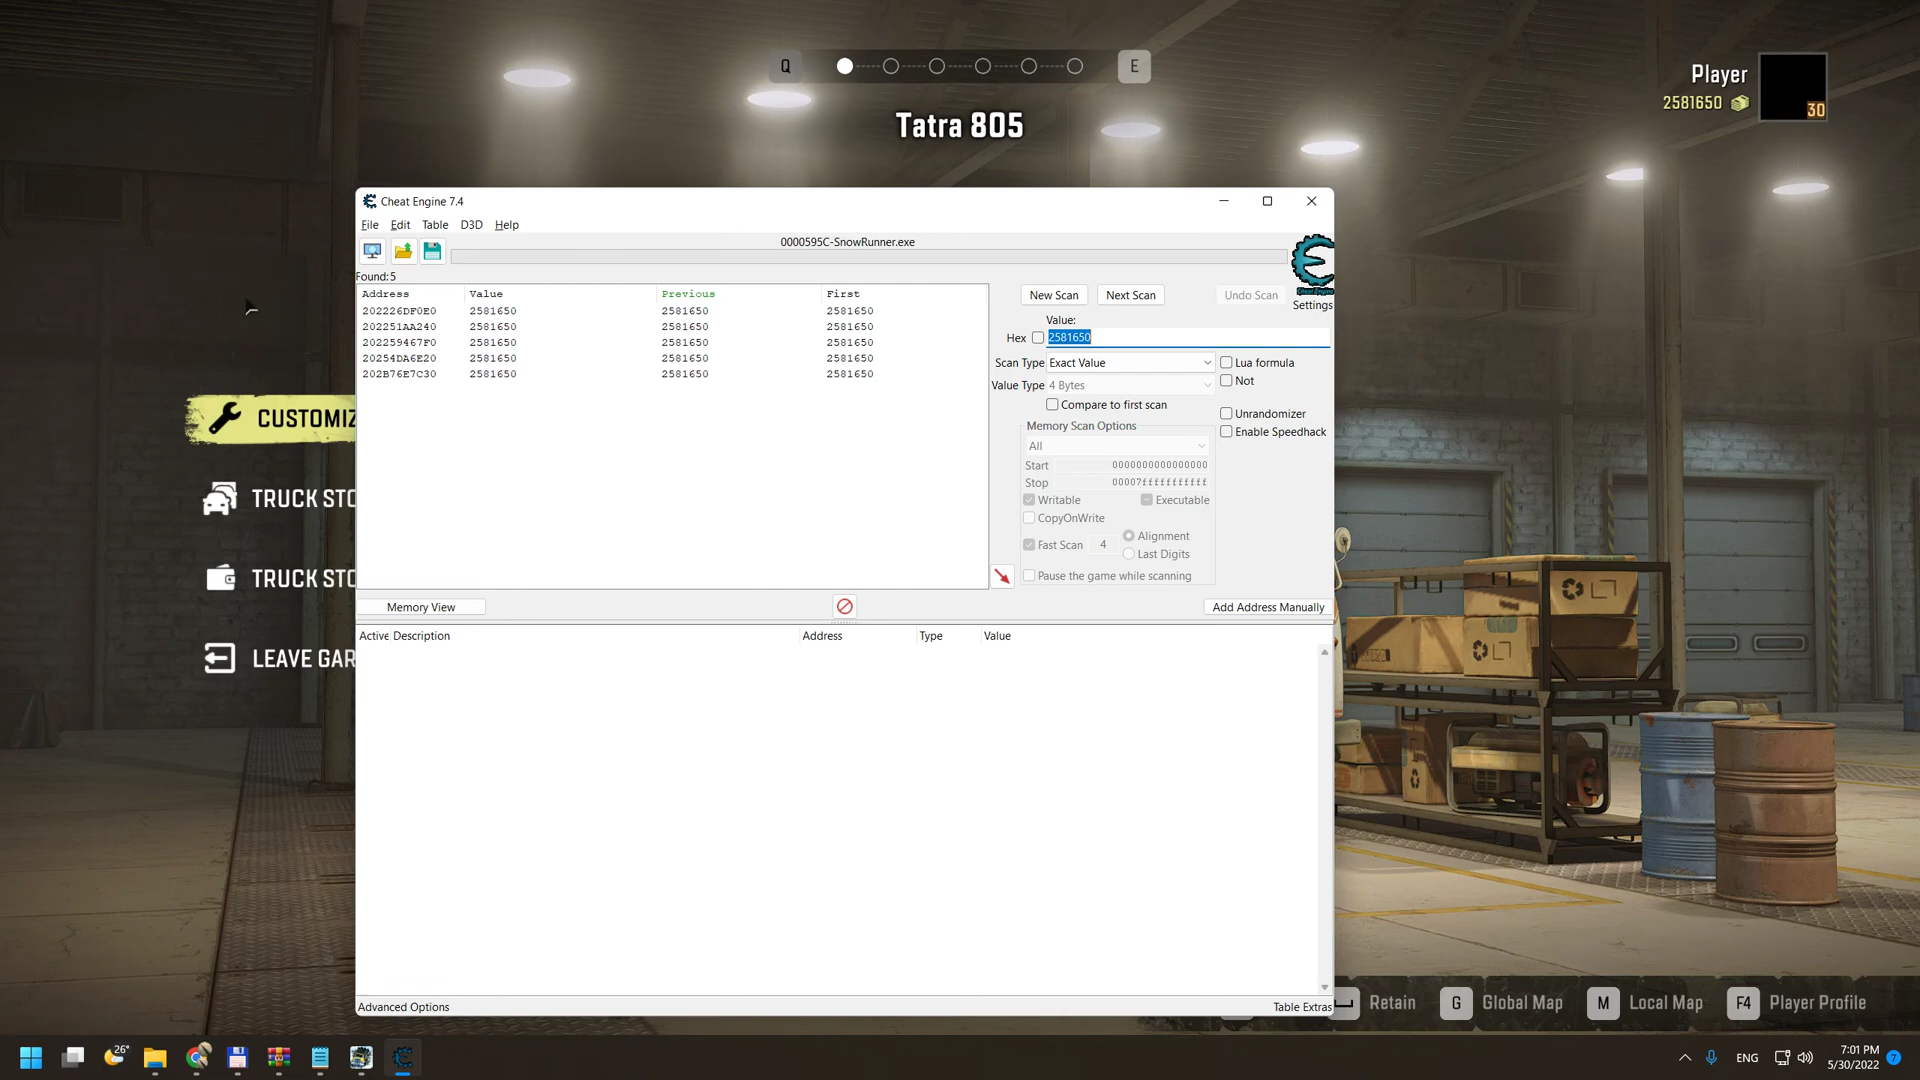 Q
E
Tatra 805
Player
2581650
30
Cheat Engine 7.4
File Edit Table D3D Help
0000595C-SnowRunner.exe
Found:5
Address Value Previous First
202226DF0E0 2581650 2581650 2581650
202251AA240 2581650 2581650 2581650
202259467F0 2581650 2581650 2581650
20254DA6E20 2581650 2581650 2581650
202B76E7C30 2581650 2581650 2581650
New Scan Next Scan Undo Scan
Settings
Value:
Hex 2581650
Scan Type Exact Value Lua formula
Not
Value Type 4 Bytes
Compare to first scan
Unrandomizer
Memory Scan Options
Enable Speedhack
All
Start 0000000000000000
Stop 00007fffffffffff
Writable Executable
CopyOnWrite
Fast Scan 4 Alignment
Last Digits
Pause the game while scanning
Memory View
Add Address Manually
Active Description Address Type Value
Advanced Options
Table Extras
CUSTOMIZ
TRUCK STO
TRUCK STO
LEAVE GAR
Retain
G Global Map
M Local Map
F4 Player Profile
26°
ENG
7:01 PM
5/30/2022
7